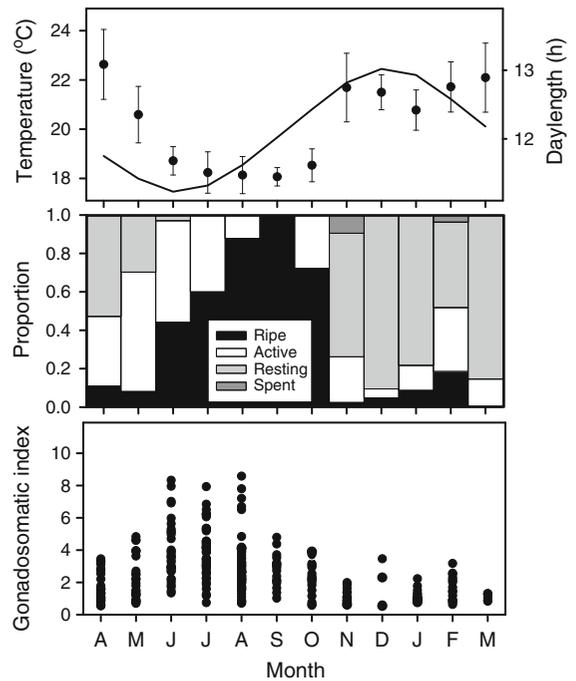 Temperature (°C)
24
22
20
18
Daylength (h)
13
12
Proportion
1.0
0.8
0.6
0.4
0.2
0.0
Ripe
Active
Resting
Spent
Gonadosomatic index
10
8
6
4
2
0
A M J J A S O N D J F M
Month